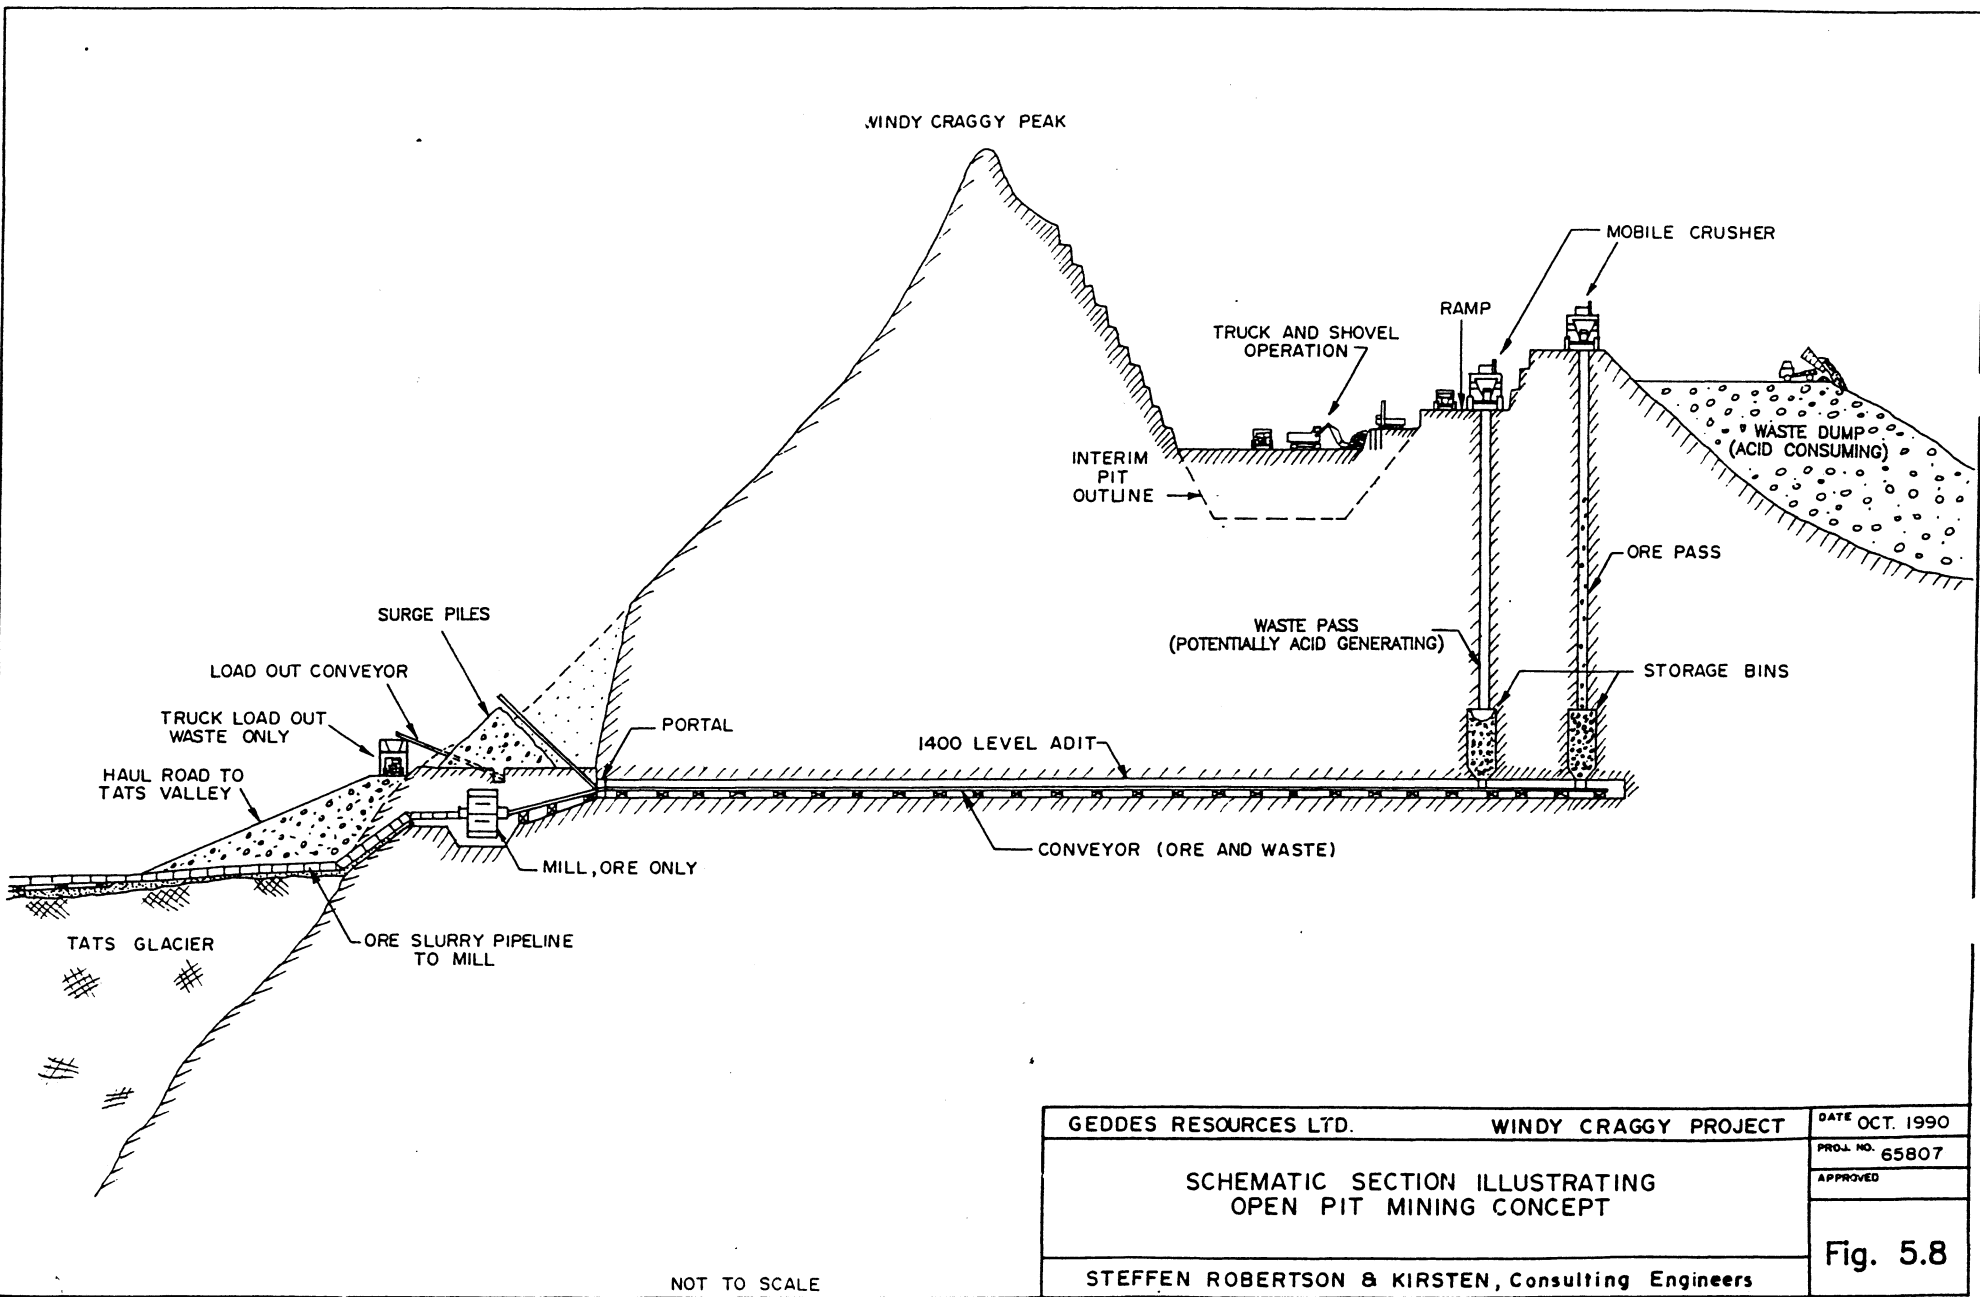 WINDY CRAGGY PEAK
MOBILE CRUSHER
RAMP
TRUCK AND SHOVEL
OPERATION
WASTE DUMP
(ACID CONSUMING)
INTERIM
PIT
OUTLINE
ORE PASS
WASTE PASS
(POTENTIALLY ACID GENERATING)
STORAGE BINS
SURGE PILES
LOAD OUT CONVEYOR
TRUCK LOAD OUT
WASTE ONLY
HAUL ROAD TO
TATS VALLEY
PORTAL
1400 LEVEL ADIT
CONVEYOR (ORE AND WASTE)
MILL, ORE ONLY
ORE SLURRY PIPELINE
TO MILL
TATS GLACIER
NOT TO SCALE
GEDDES RESOURCES LTD. WINDY CRAGGY PROJECT
DATE OCT. 1990
PROJ. NO. 65807
APPROVED
SCHEMATIC SECTION ILLUSTRATING
OPEN PIT MINING CONCEPT
Fig. 5.8
STEFFEN ROBERTSON & KIRSTEN, Consulting Engineers